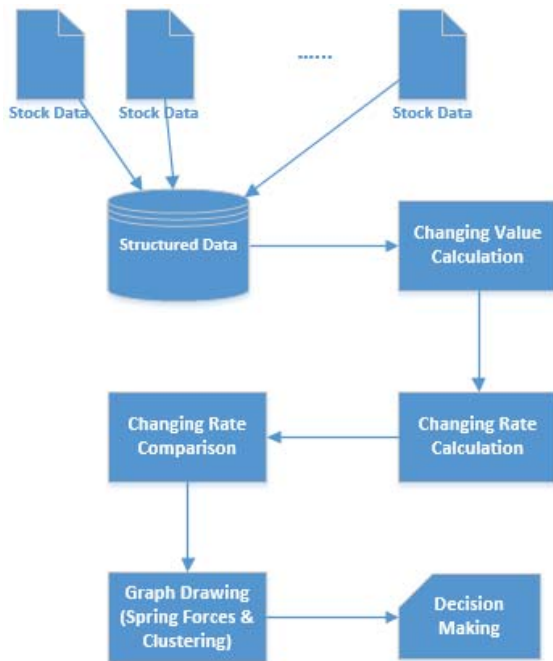 ......
Stock Data
Stock Data
Stock Data
Structured Data
Changing Value
Calculation
Changing Rate
Comparison
Changing Rate
Calculation
Graph Drawing
(Spring Forces &
Clustering)
Decision
Making